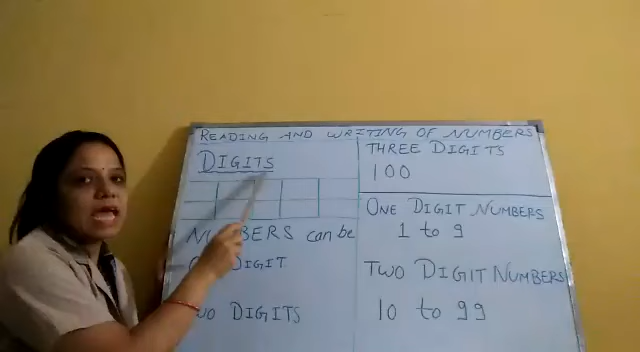 READING AND WRITING OF NUMBERS
DIGITS
NUMBERS can be
DIGIT
DIGITS
THREE DIGITS
100
ONE DIGIT NUMBERS
1 to 9
TWO DIGIT NUMBERS
10 to 99